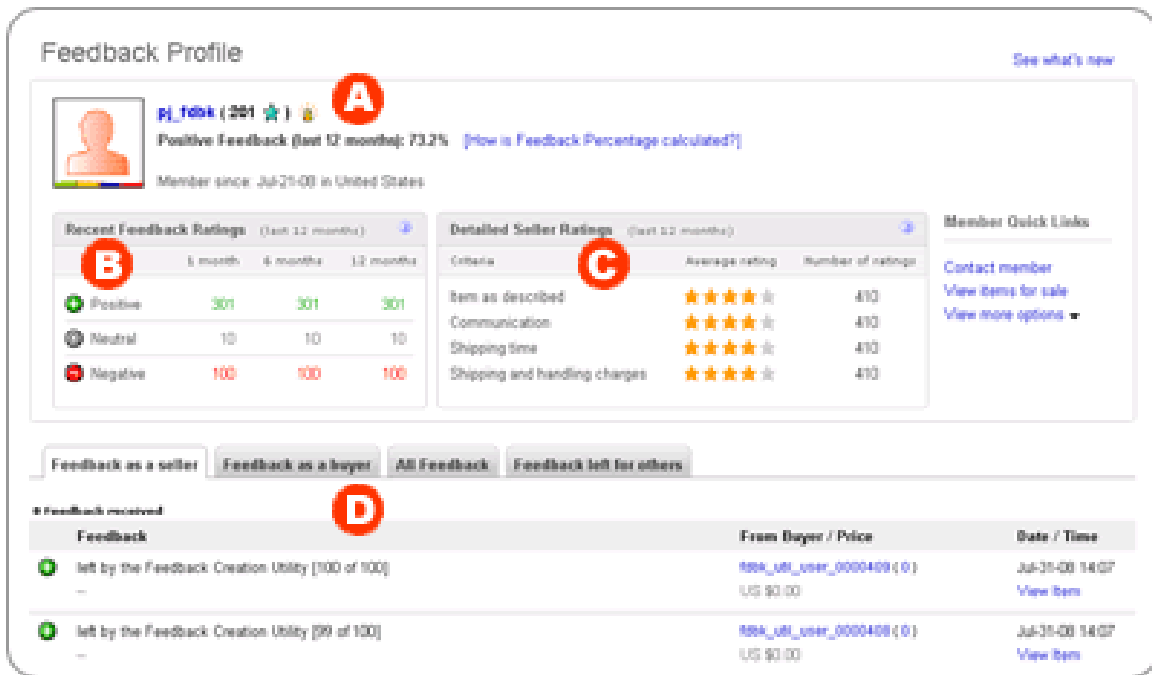 Feedback Profile
See what's new
A
pj_fdbk ( 301 )
Positive Feedback (last 12 months): 73.2% [How is Feedback Percentage calculated?]
Member since: Jul-21-08 in United States
Recent Feedback Ratings (last 12 months)
B
1 month 6 months 12 months
Positive 301 301 301
Neutral 10 10 10
Negative 100 100 100
Detailed Seller Ratings (last 12 months)
C
Criteria Average rating Number of ratings
Item as described 410
Communication 410
Shipping time 410
Shipping and handling charges 410
Member Quick Links
Contact member
View items for sale
View more options
Feedback as a seller Feedback as a buyer All Feedback Feedback left for others
D
Feedback received
Feedback From Buyer / Price Date / Time
left by the Feedback Creation Utility [100 of 100] fdbk_util_user_0000409 ( 0 ) Jul-31-08 14:07
-- US $0.00 View Item
left by the Feedback Creation Utility [99 of 100] fdbk_util_user_0000408 ( 0 ) Jul-31-08 14:07
-- US $0.00 View Item